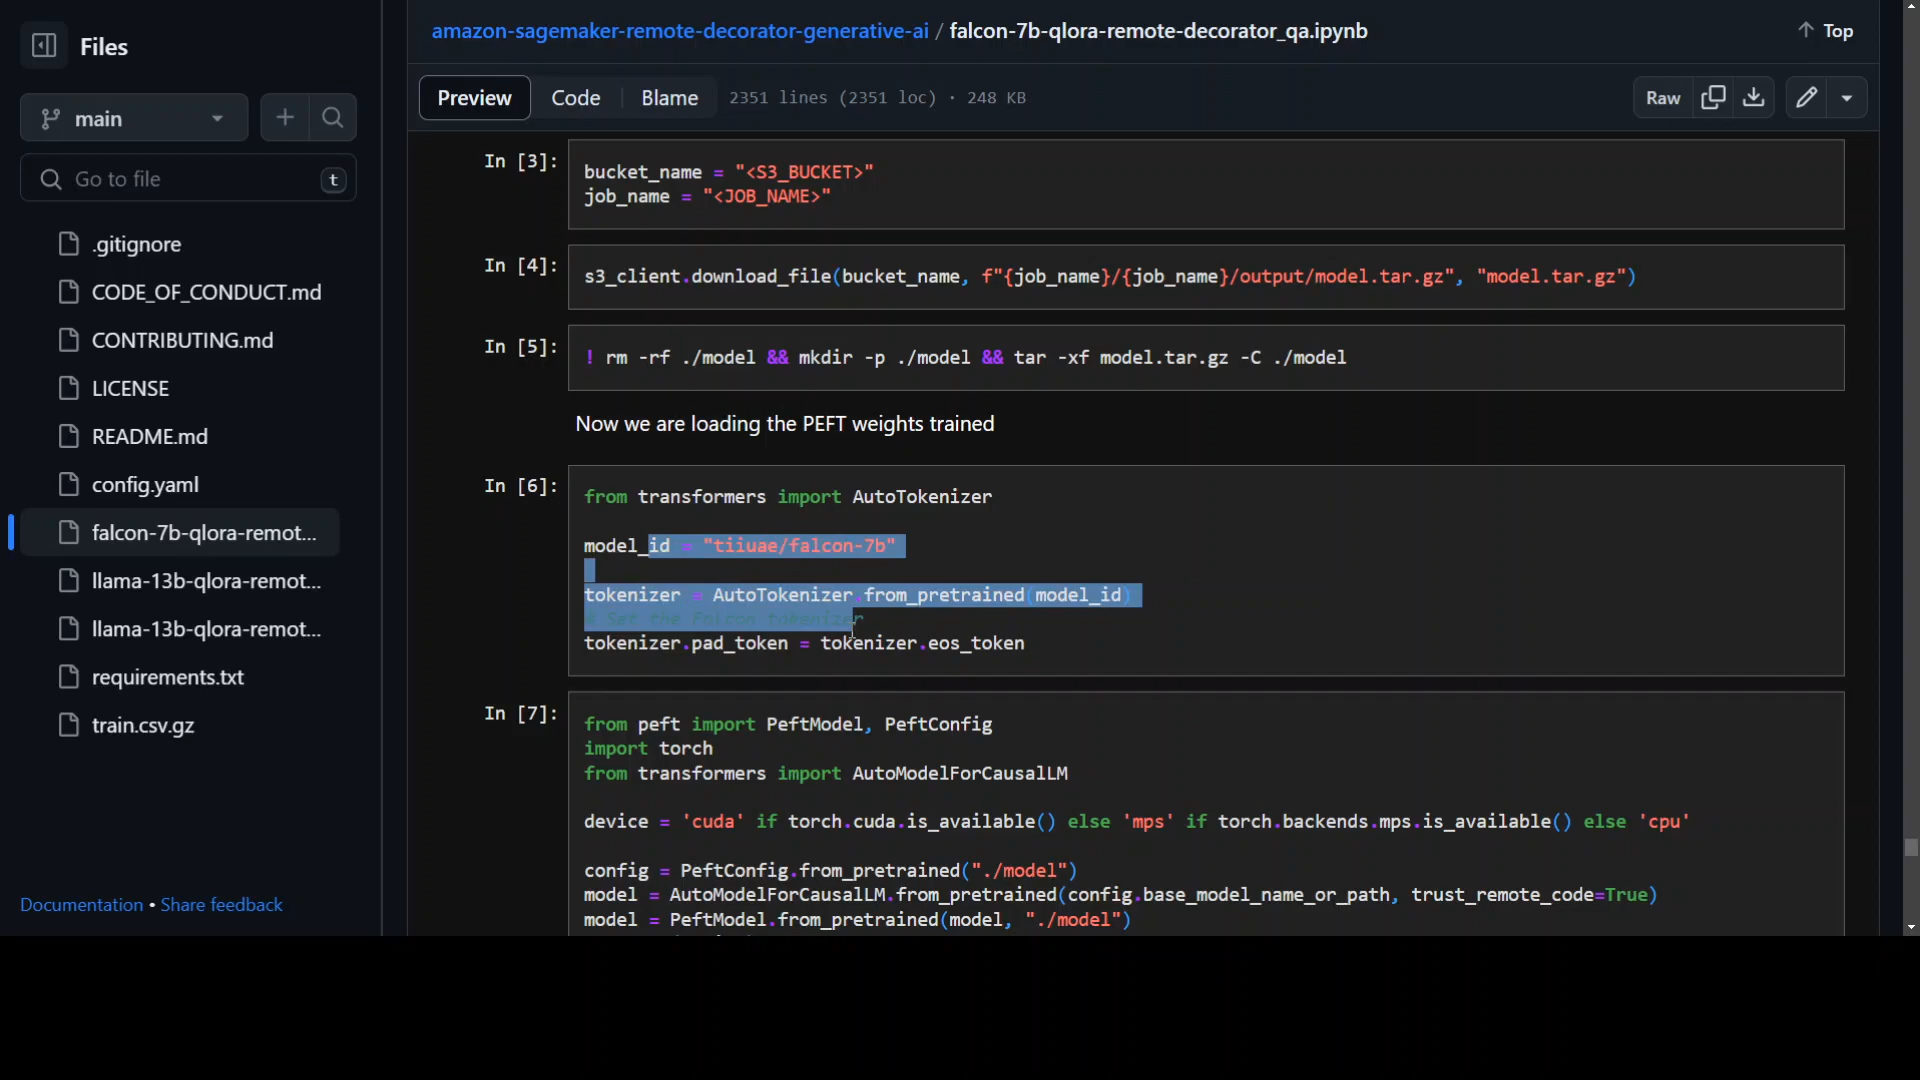 Files
main
Go to file
t
.gitignore
CODE_OF_CONDUCT.md
CONTRIBUTING.md
LICENSE
README.md
config.yaml
falcon-7b-qlora-remot...
llama-13b-qlora-remot...
llama-13b-qlora-remot...
requirements.txt
train.csv.gz
Documentation • Share feedback
amazon-sagemaker-remote-decorator-generative-ai / falcon-7b-qlora-remote-decorator_qa.ipynb
Top
Preview
Code
Blame
2351 lines (2351 loc) · 248 KB
Raw
In [3]:
bucket_name = "<S3_BUCKET>"
job_name = "<JOB_NAME>"
In [4]:
s3_client.download_file(bucket_name, f"{job_name}/{job_name}/output/model.tar.gz", "model.tar.gz")
In [5]:
! rm -rf ./model && mkdir -p ./model && tar -xf model.tar.gz -C ./model
Now we are loading the PEFT weights trained
In [6]:
from transformers import AutoTokenizer
model_id = "tiiuae/falcon-7b"
tokenizer = AutoTokenizer.from_pretrained(model_id)
# Set the Falcon tokenizer
tokenizer.pad_token = tokenizer.eos_token
In [7]:
from peft import PeftModel, PeftConfig
import torch
from transformers import AutoModelForCausalLM
device = 'cuda' if torch.cuda.is_available() else 'mps' if torch.backends.mps.is_available() else 'cpu'
config = PeftConfig.from_pretrained("./model")
model = AutoModelForCausalLM.from_pretrained(config.base_model_name_or_path, trust_remote_code=True)
model = PeftModel.from_pretrained(model, "./model")